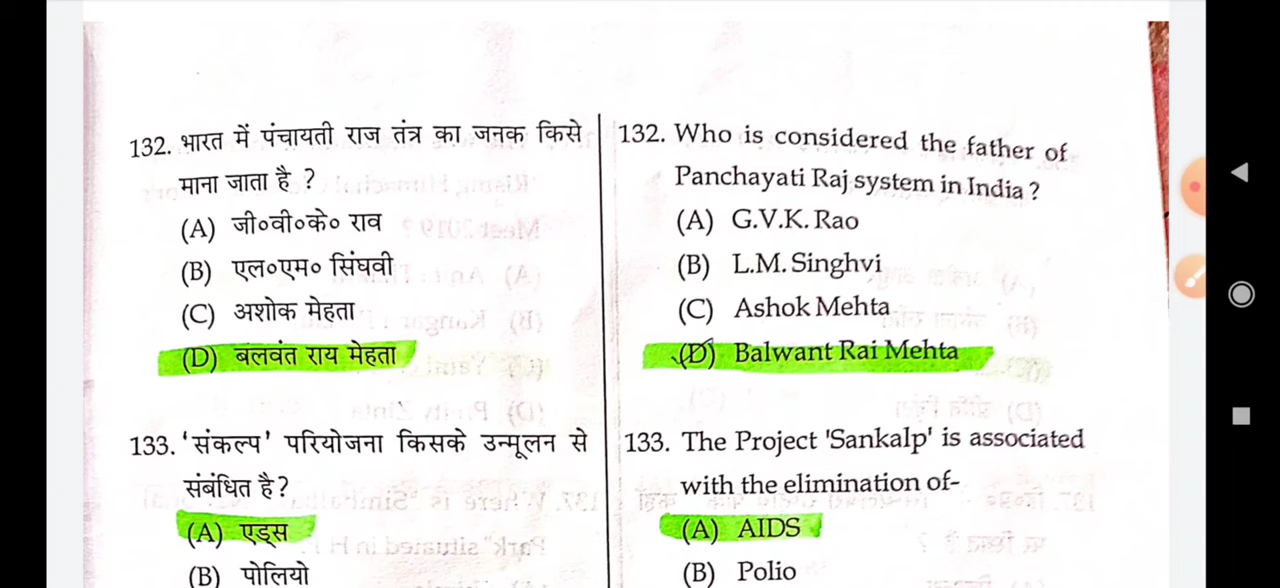 132. भारत में पंचायती राज तंत्र का जनक किसे
माना जाता है ?
(A) जी०वी०के० राव
(B) एल०एम० सिंघवी
(C) अशोक मेहता
(D) बलवंत राय मेहता
133. 'संकल्प' परियोजना किसके उन्मूलन से
संबंधित है?
(A) एड्स
(B) पोलियो
132. Who is considered the father of
Panchayati Raj system in India ?
(A) G.V.K. Rao
(B) L.M. Singhvi
(C) Ashok Mehta
(D) Balwant Rai Mehta
133. The Project 'Sankalp' is associated
with the elimination of-
(A) AIDS
(B) Polio